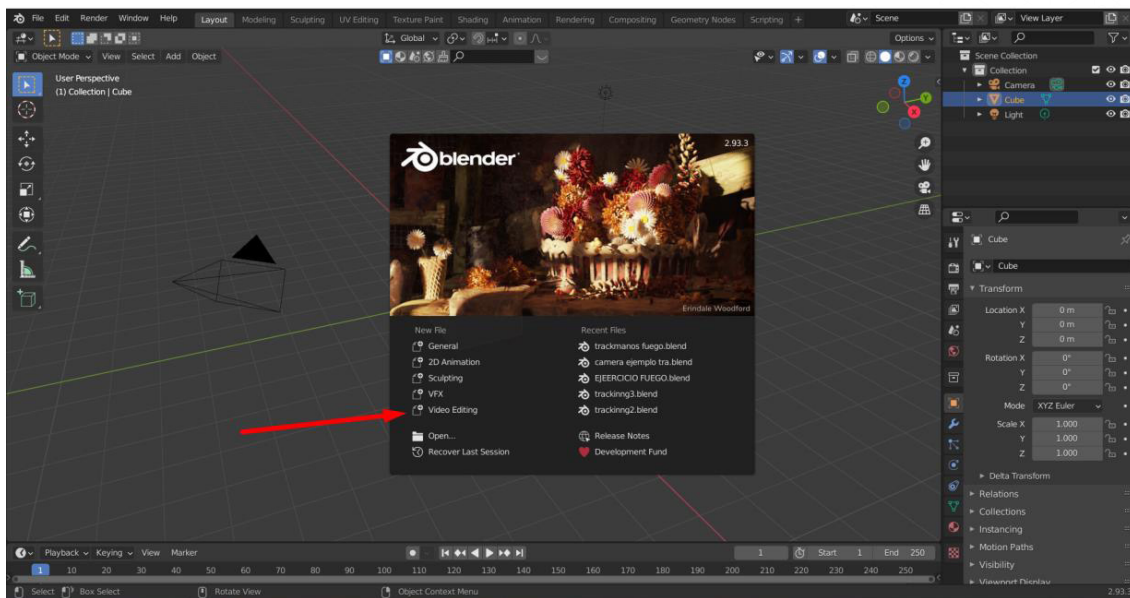 File Edit Render Window Help Layout Modeling Sculpting UV Editing Texture Paint Shading Animation Rendering Compositing Geometry Nodes Scripting + Scene View Layer
Global Options
Object Mode View Select Add Object
User Perspective
(1) Collection | Cube
Scene Collection
Collection
Camera
Cube
Light
Z
Y
X
blender
2.93.3
Erindale Woodford
New File
General
2D Animation
Sculpting
VFX
Video Editing
Open...
Recover Last Session
Recent Files
trackmanos fuego.blend
camera ejemplo tra.blend
EJEERCICIO FUEGO.blend
trackinng3.blend
trackinng2.blend
Release Notes
Development Fund
Cube
Cube
Transform
Location X 0 m
Y 0 m
Z 0 m
Rotation X 0°
Y 0°
Z 0°
Mode XYZ Euler
Scale X 1.000
Y 1.000
Z 1.000
Delta Transform
Relations
Collections
Instancing
Motion Paths
Visibility
Viewport Display
Playback Keying View Marker 1 Start 1 End 250
1 10 20 30 40 50 60 70 80 90 100 110 120 130 140 150 160 170 180 190 200 210 220 230 240 250
Select Box Select Rotate View Object Context Menu 2.93.3